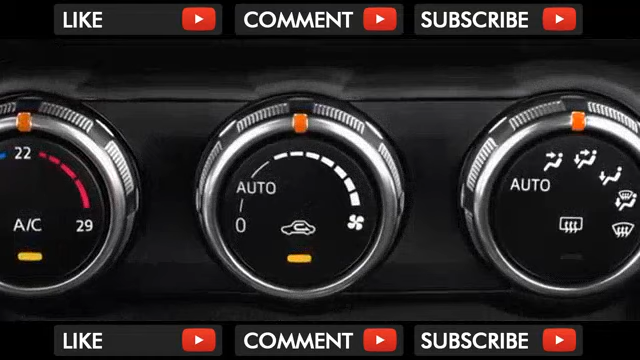 LIKE COMMENT SUBSCRIBE
22
AUTO
AUTO
A/C 29
0
LIKE COMMENT SUBSCRIBE